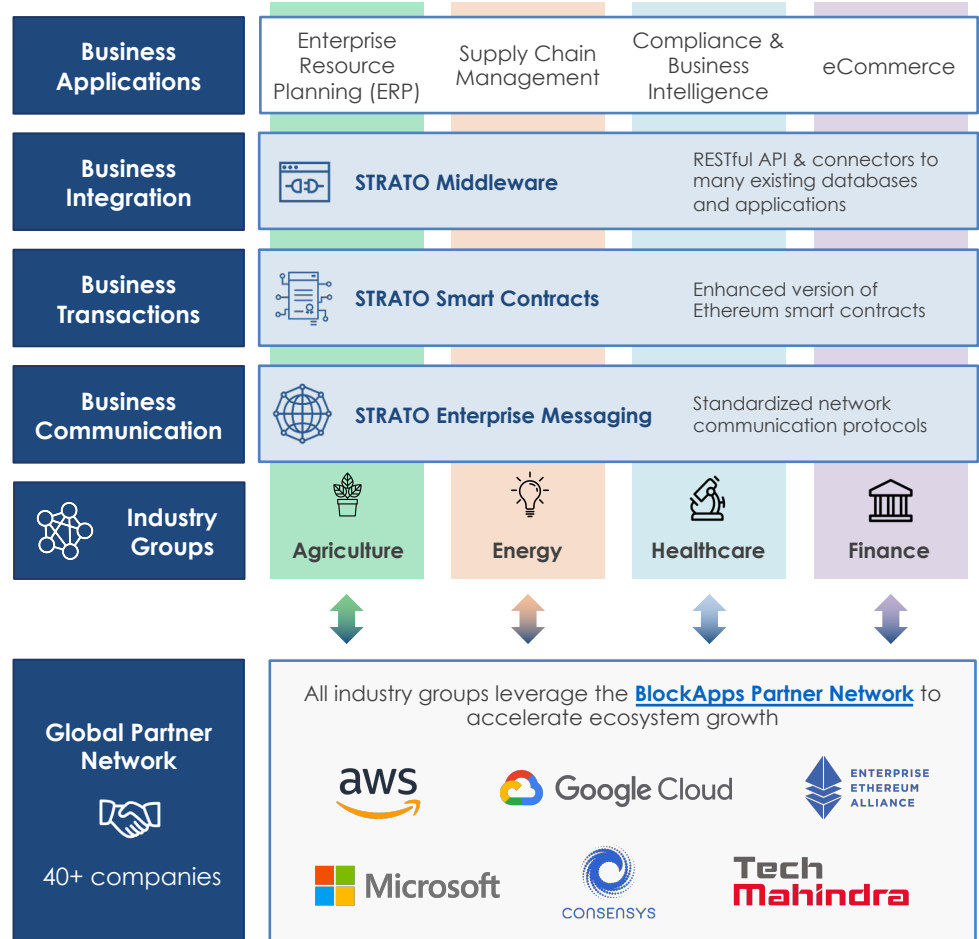 Business
Applications
Enterprise
Resource
Planning (ERP)
Supply Chain
Management
Compliance &
Business
Intelligence
eCommerce
Business
Integration
STRATO Middleware
RESTful API & connectors to
many existing databases
and applications
Business
Transactions
STRATO Smart Contracts
Enhanced version of
Ethereum smart contracts
Business
Communication
STRATO Enterprise Messaging
Standardized network
communication protocols
Industry
Groups
Agriculture
Energy
Healthcare
Finance
Global Partner
Network
40+ companies
All industry groups leverage the BlockApps Partner Network to
accelerate ecosystem growth
aws
Google Cloud
ENTERPRISE
ETHEREUM
ALLIANCE
Microsoft
CONSENSYS
Tech
Mahindra